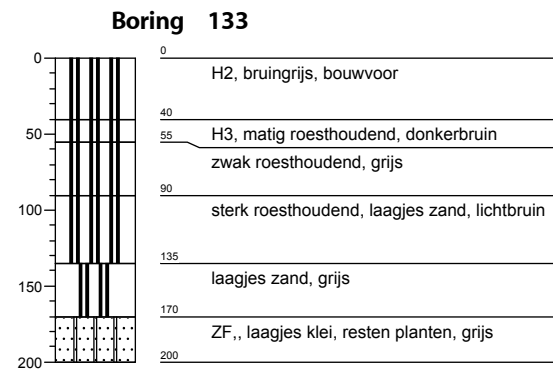 Boring 133
0
0
H2, bruingrijs, bouwvoor
40
50
55
H3, matig roesthoudend, donkerbruin
zwak roesthoudend, grijs
90
100
sterk roesthoudend, laagjes zand, lichtbruin
135
150
laagjes zand, grijs
170
ZF,, laagjes klei, resten planten, grijs
200
200